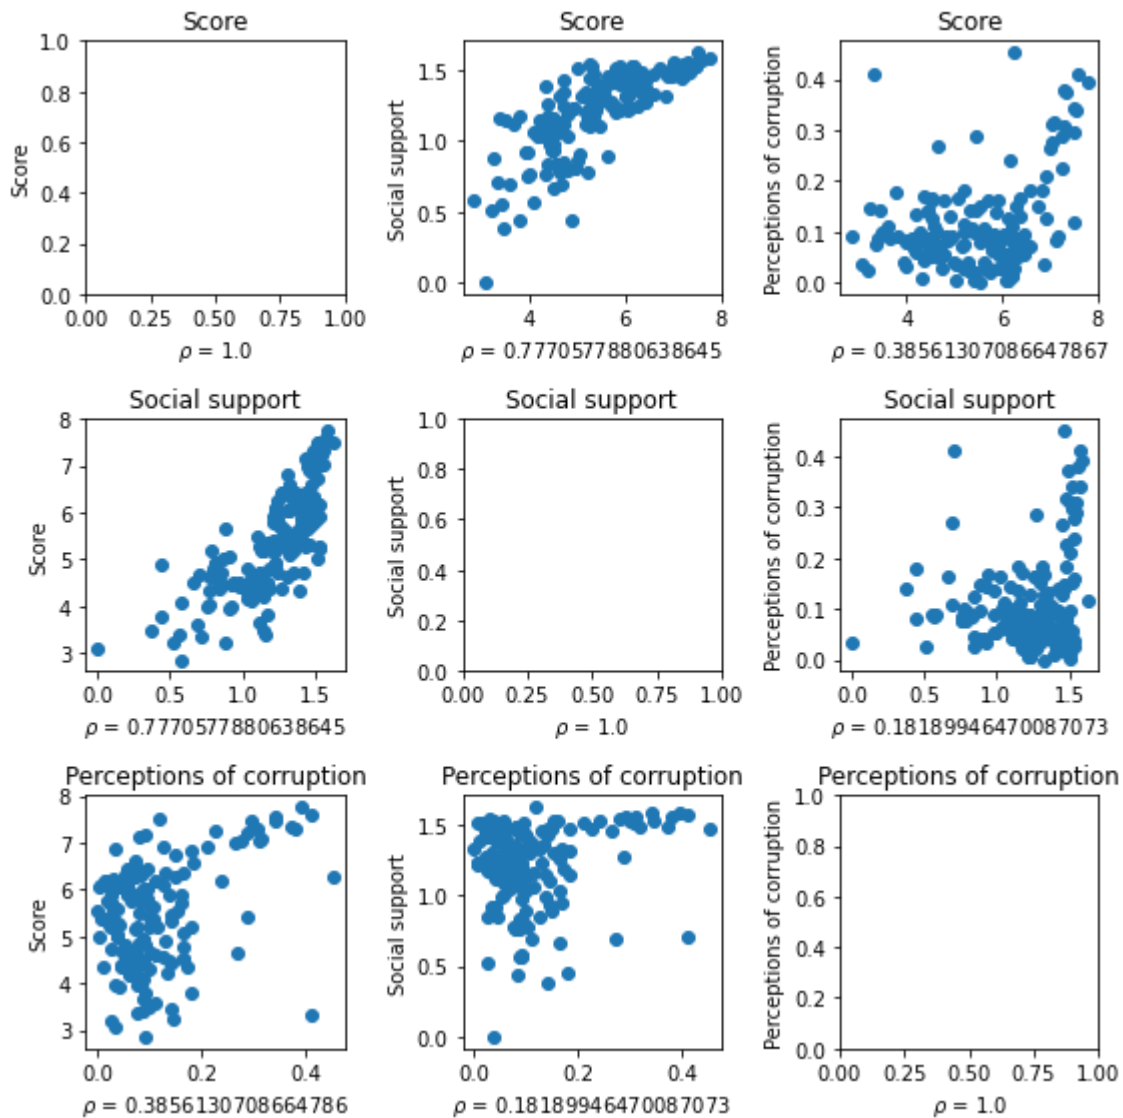 Score
Score
1.0
0.8
0.6
0.4
0.2
0.0
0.00 0.25 0.50 0.75 1.00
ρ = 1.0
Score
Social support
1.5
1.0
0.5
0.0
4 6 8
ρ = 0.7770577880638645
Score
Perceptions of corruption
0.4
0.3
0.2
0.1
0.0
4 6 8
ρ = 0.38561307086647867
Social support
Score
8
7
6
5
4
3
0.0 0.5 1.0 1.5
ρ = 0.7770577880638645
Social support
Social support
1.0
0.8
0.6
0.4
0.2
0.0
0.00 0.25 0.50 0.75 1.00
ρ = 1.0
Social support
Perceptions of corruption
0.4
0.3
0.2
0.1
0.0
0.0 0.5 1.0 1.5
ρ = 0.18189946470087073
Perceptions of corruption
Score
8
7
6
5
4
3
0.0 0.2 0.4
ρ = 0.3856130708664786
Perceptions of corruption
Social support
1.5
1.0
0.5
0.0
0.0 0.2 0.4
ρ = 0.18189946470087073
Perceptions of corruption
Perceptions of corruption
1.0
0.8
0.6
0.4
0.2
0.0
0.00 0.25 0.50 0.75 1.00
ρ = 1.0